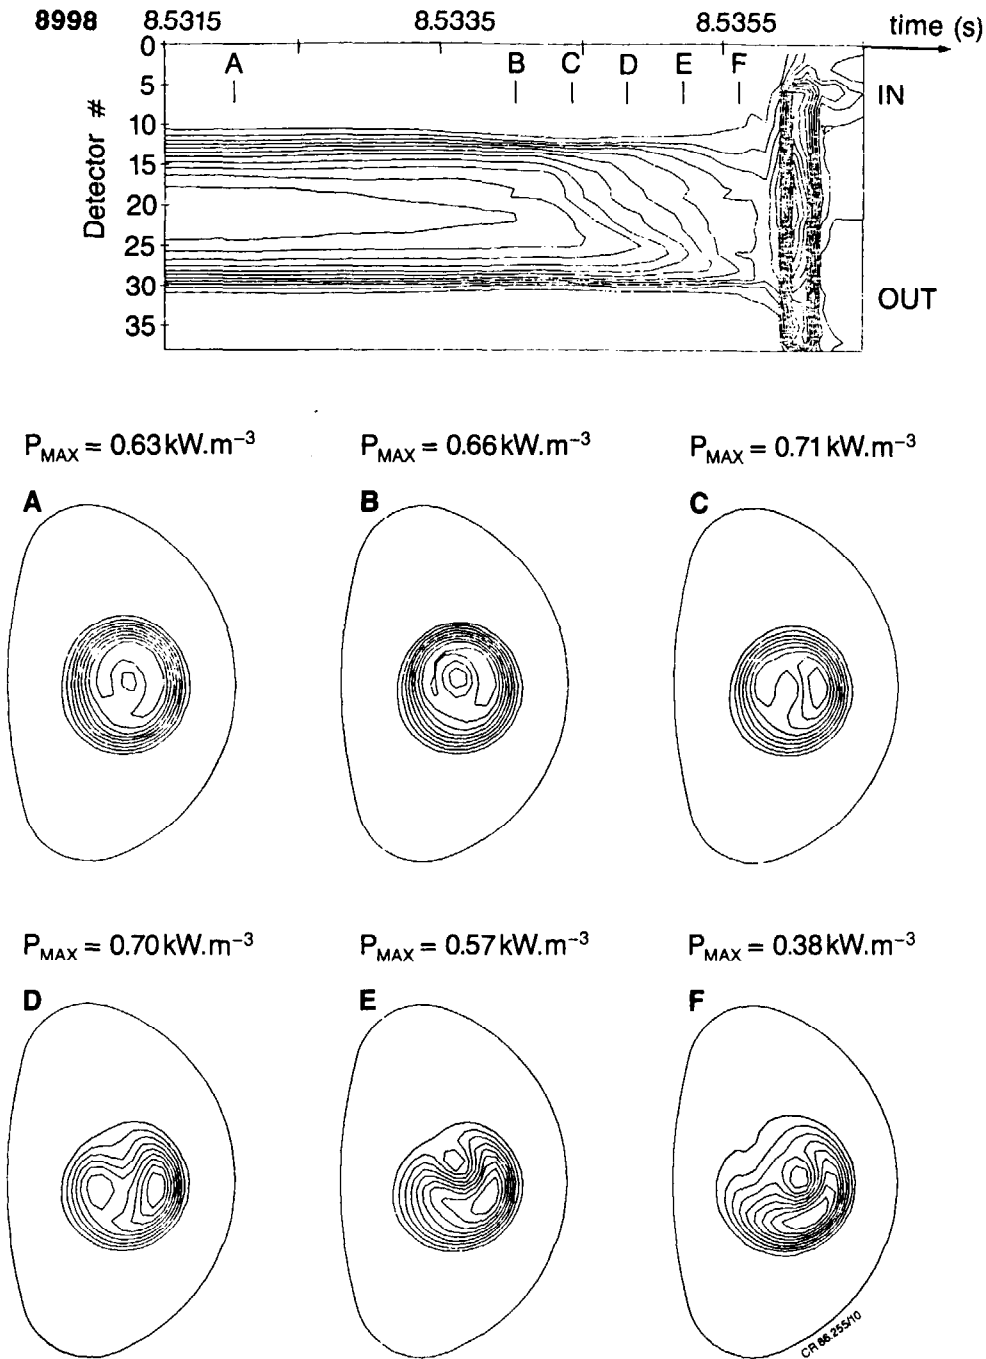 8998 8.5315 8.5335 8.5355 time (s)
0
A B C D E F
5 IN
10
15
Detector #
20
25
30 OUT
35
P_MAX = 0.63 kW.m⁻³ P_MAX = 0.66 kW.m⁻³ P_MAX = 0.71 kW.m⁻³
A B C
P_MAX = 0.70 kW.m⁻³ P_MAX = 0.57 kW.m⁻³ P_MAX = 0.38 kW.m⁻³
D E F
CR 86.255/10